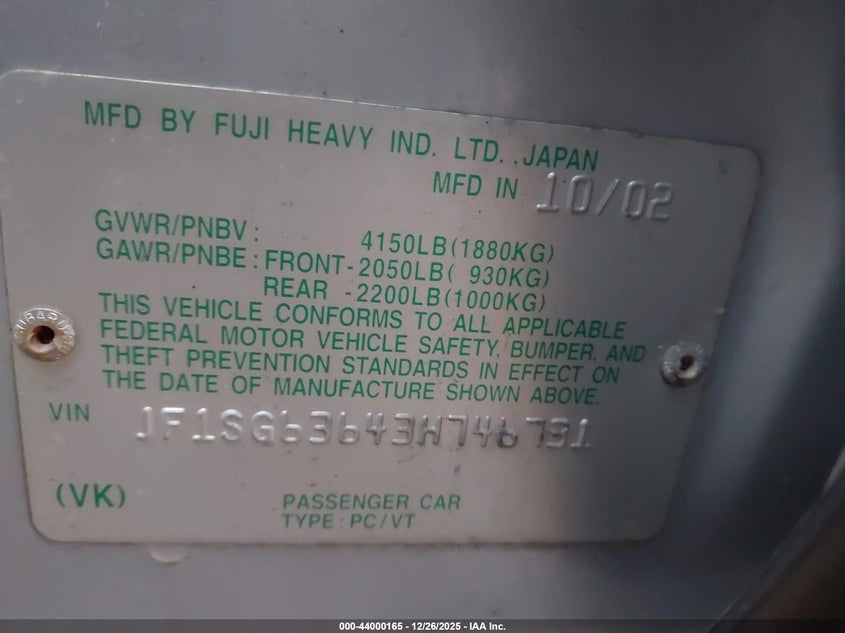 MFD BY FUJI HEAVY IND. LTD., JAPAN
MFD IN 10/02
GVWR/PNBV: 4150LB(1880KG)
GAWR/PNBE: FRONT-2050LB( 930KG)
REAR -2200LB(1000KG)
THIS VEHICLE CONFORMS TO ALL APPLICABLE
FEDERAL MOTOR VEHICLE SAFETY, BUMPER, AND
THEFT PREVENTION STANDARDS IN EFFECT ON
THE DATE OF MANUFACTURE SHOWN ABOVE.
VIN JF1SG63643H746731
(VK) PASSENGER CAR
TYPE: PC/VT
SUBARU
000-44000165 - 12/26/2025 - IAA Inc.